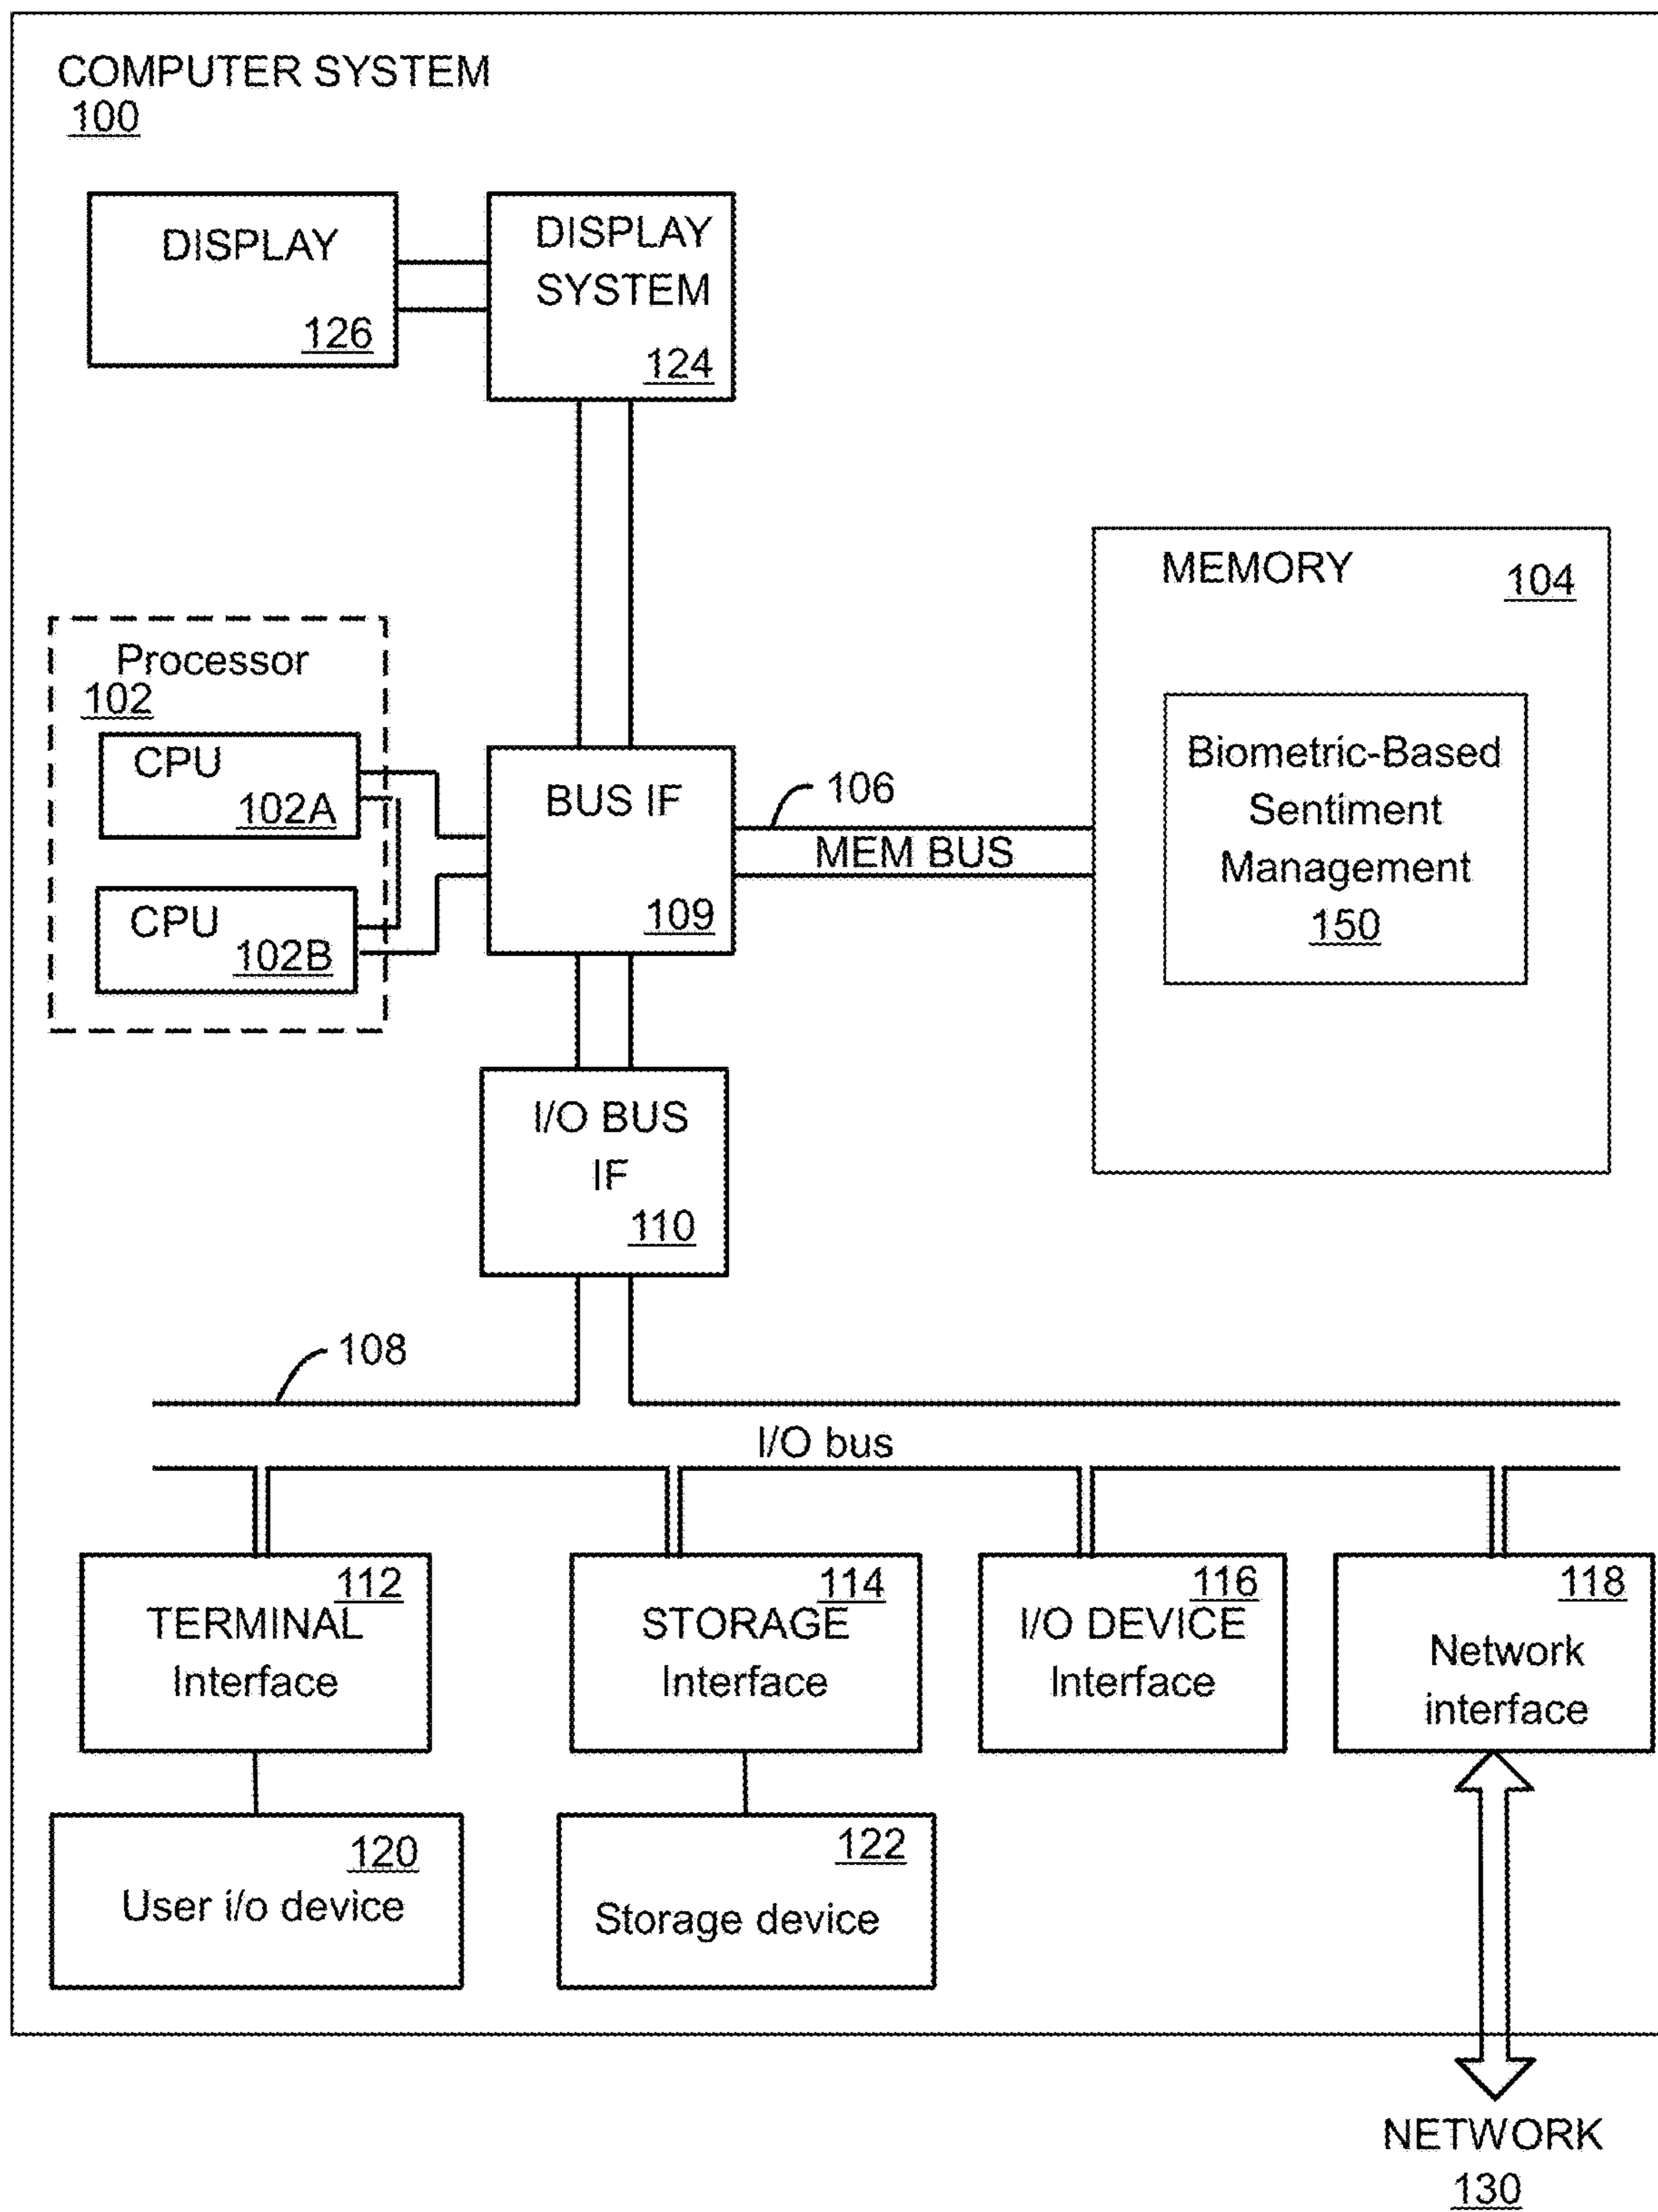 COMPUTER SYSTEM
100
DISPLAY
126
DISPLAY
SYSTEM
124
MEMORY
104
Biometric-Based
Sentiment
Management
150
Processor
102
CPU
102A
CPU
102B
BUS IF
109
106
MEM BUS
I/O BUS
IF
110
108
I/O bus
112
TERMINAL
Interface
114
STORAGE
Interface
116
I/O DEVICE
Interface
118
Network
interface
120
User i/o device
122
Storage device
NETWORK
130